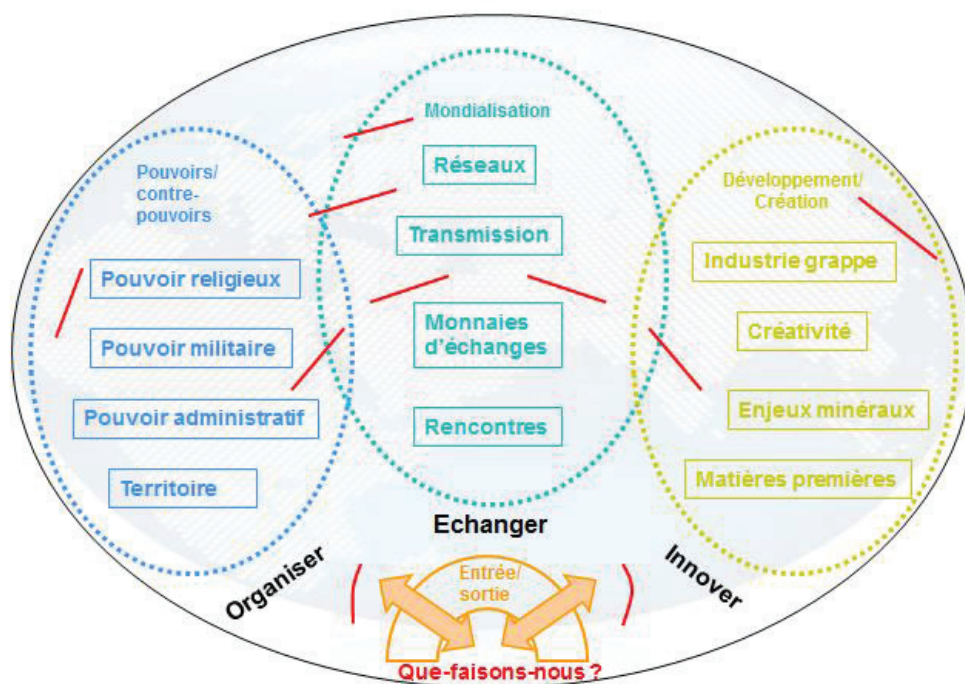 Pouvoirs/
contre-
pouvoirs
Pouvoir religieux
Pouvoir militaire
Pouvoir administratif
Territoire
Organiser
Mondialisation
Réseaux
Transmission
Monnaies
d'échanges
Rencontres
Echanger
Développement/
Création
Industrie grappe
Créativité
Enjeux minéraux
Matières premières
Innover
Entrée/
sortie
Que-faisons-nous ?